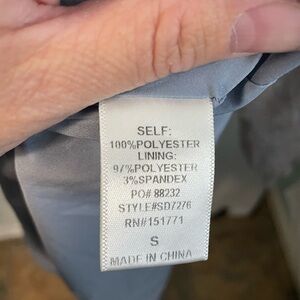 SELF:
100%POLYESTER
LINING:
97%POLYESTER
3%SPANDEX
PO# 88232
STYLE#SD7276
RN#151771
S
MADE IN CHINA